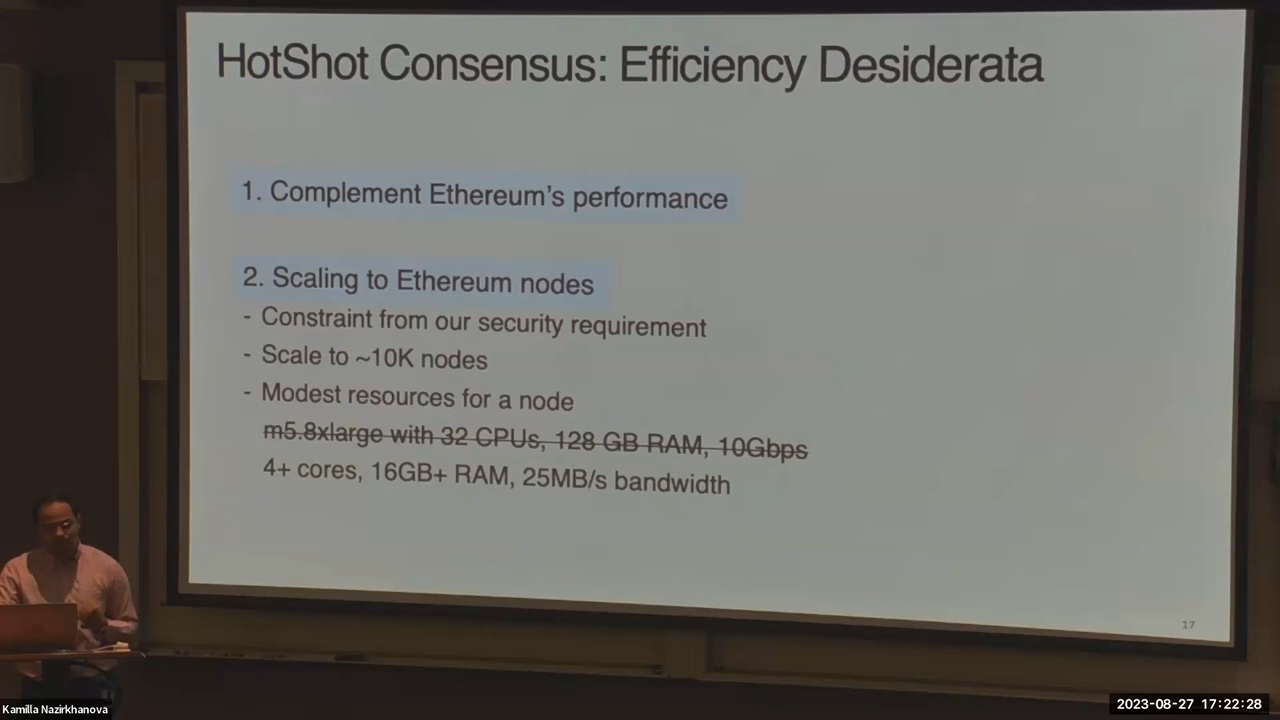 HotShot Consensus: Efficiency Desiderata
1. Complement Ethereum’s performance
2. Scaling to Ethereum nodes
- Constraint from our security requirement
- Scale to ~10K nodes
- Modest resources for a node
m5.8xlarge with 32 CPUs, 128 GB RAM, 10Gbps
4+ cores, 16GB+ RAM, 25MB/s bandwidth
17
Kamilla Nazirkhanova
2023-08-27 17:22:28